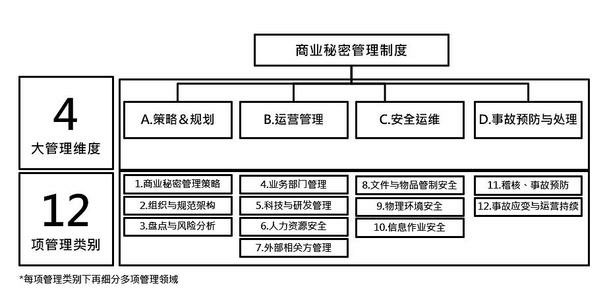 商业秘密管理制度
4
大管理维度
A.策略＆规划
B.运营管理
C.安全运维
D.事故预防与处理
12
项管理类别
1.商业秘密管理策略
2.组织与规范架构
3.盘点与风险分析
4.业务部门管理
5.科技与研发管理
6.人力资源安全
7.外部相关方管理
8.文件与物品管制安全
9.物理环境安全
10.信息作业安全
11.稽核、事故预防
12.事故应变与运营持续
*每项管理类别下再细分多项管理领域